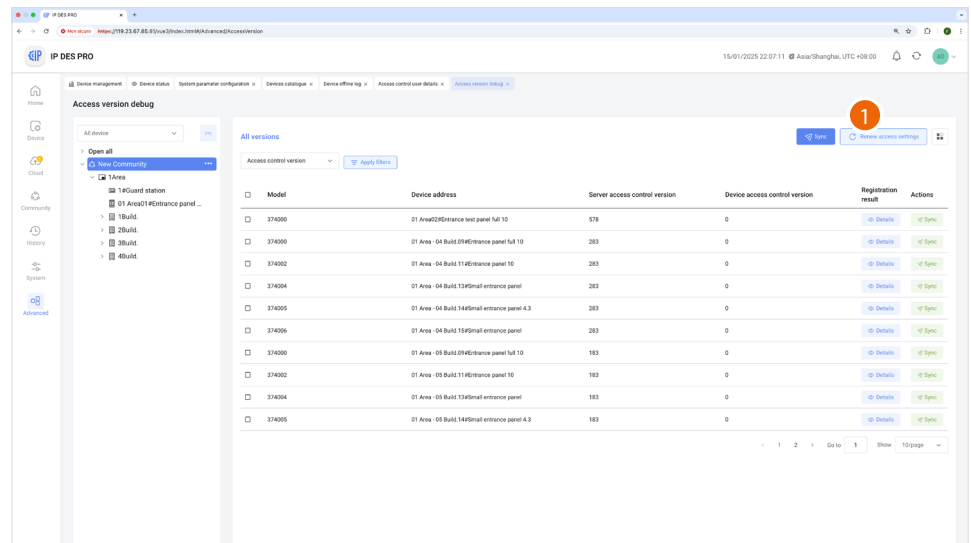 IP DES PRO
Non sicuro https://119.23.67.85:81/vue3/index.html#/Advanced/AccessVersion
IP IP DES PRO
15/01/2025 22:07:11 @ Asia/Shanghai, UTC +08:00
AD
Home
Device
Cloud
Community
History
System
Advanced
Device management Device status System parameter configuration × Devices catalogue × Device offline log × Access control user details × Access version debug ×
Access version debug
All device
Open all
New Community
1Area
1#Guard station
01 Area01#Entrance panel ...
1Build.
2Build.
3Build.
4Build.
All versions
1
Sync Renew access settings
Access control version Apply filters
Model Device address Server access control version Device access control version Registration result Actions
374000 01 Area02#Entrance test panel full 10 578 0 Details Sync
374000 01 Area - 04 Build.09#Entrance panel full 10 283 0 Details Sync
374002 01 Area - 04 Build.11#Entrance panel 10 283 0 Details Sync
374004 01 Area - 04 Build.13#Small entrance panel 283 0 Details Sync
374005 01 Area - 04 Build.14#Small entrance panel 4.3 283 0 Details Sync
374006 01 Area - 04 Build.15#Small entrance panel 283 0 Details Sync
374000 01 Area - 05 Build.09#Entrance panel full 10 183 0 Details Sync
374002 01 Area - 05 Build.11#Entrance panel 10 183 0 Details Sync
374004 01 Area - 05 Build.13#Small entrance panel 183 0 Details Sync
374005 01 Area - 05 Build.14#Small entrance panel 4.3 183 0 Details Sync
1 2 Go to 1 Show 10/page